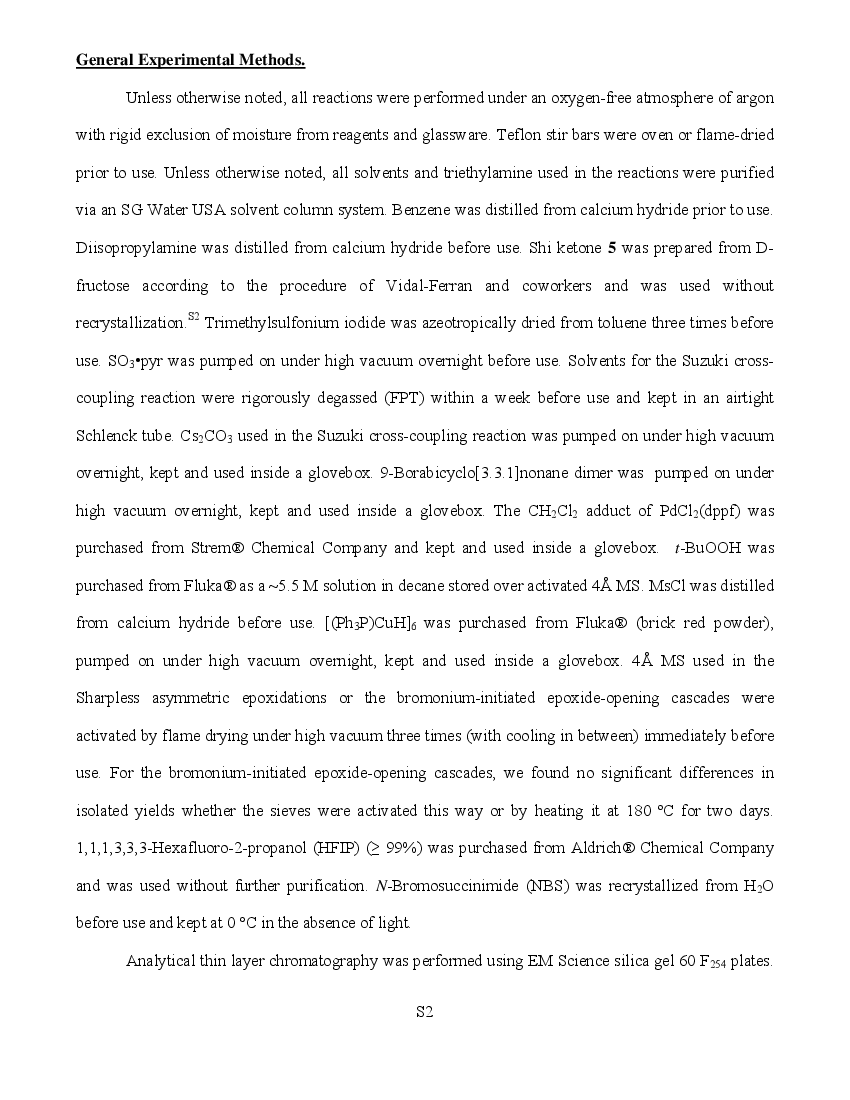 General Experimental Methods.
Unless otherwise noted, all reactions were performed under an oxygen-free atmosphere of argon
with rigid exclusion of moisture from reagents and glassware. Teflon stir bars were oven or flame-dried
prior to use. Unless otherwise noted, all solvents and triethylamine used in the reactions were purified
via an SG Water USA solvent column system. Benzene was distilled from calcium hydride prior to use.
Diisopropylamine was distilled from calcium hydride before use. Shi ketone 5 was prepared from D-
fructose according to the procedure of Vidal-Ferran and coworkers and was used without
recrystallization.S2 Trimethylsulfonium iodide was azeotropically dried from toluene three times before
use. SO3•pyr was pumped on under high vacuum overnight before use. Solvents for the Suzuki cross-
coupling reaction were rigorously degassed (FPT) within a week before use and kept in an airtight
Schlenck tube. Cs2CO3 used in the Suzuki cross-coupling reaction was pumped on under high vacuum
overnight, kept and used inside a glovebox. 9-Borabicyclo[3.3.1]nonane dimer was pumped on under
high vacuum overnight, kept and used inside a glovebox. The CH2Cl2 adduct of PdCl2(dppf) was
purchased from Strem® Chemical Company and kept and used inside a glovebox. t-BuOOH was
purchased from Fluka® as a ~5.5 M solution in decane stored over activated 4Å MS. MsCl was distilled
from calcium hydride before use. [(Ph3P)CuH]6 was purchased from Fluka® (brick red powder),
pumped on under high vacuum overnight, kept and used inside a glovebox. 4Å MS used in the
Sharpless asymmetric epoxidations or the bromonium-initiated epoxide-opening cascades were
activated by flame drying under high vacuum three times (with cooling in between) immediately before
use. For the bromonium-initiated epoxide-opening cascades, we found no significant differences in
isolated yields whether the sieves were activated this way or by heating it at 180 °C for two days.
1,1,1,3,3,3-Hexafluoro-2-propanol (HFIP) (≥ 99%) was purchased from Aldrich® Chemical Company
and was used without further purification. N-Bromosuccinimide (NBS) was recrystallized from H2O
before use and kept at 0 °C in the absence of light.
Analytical thin layer chromatography was performed using EM Science silica gel 60 F254 plates.
S2